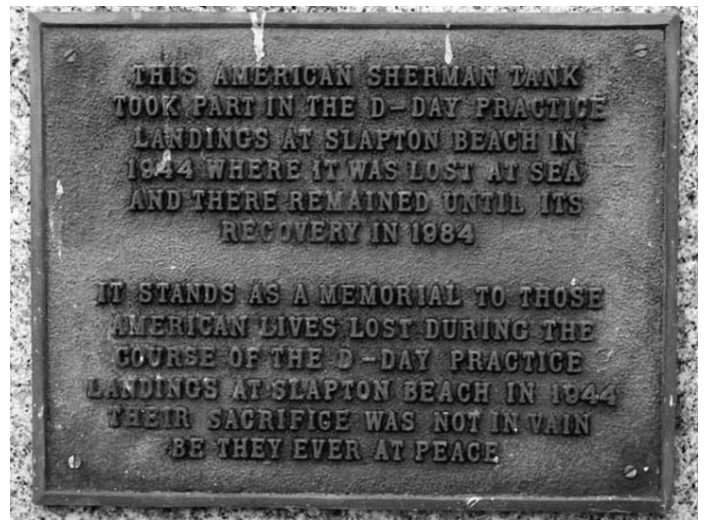 THIS AMERICAN SHERMAN TANK
TOOK PART IN THE D-DAY PRACTICE
LANDINGS AT SLAPTON BEACH IN
1944 WHERE IT WAS LOST AT SEA
AND THERE REMAINED UNTIL ITS
RECOVERY IN 1984
IT STANDS AS A MEMORIAL TO THOSE
AMERICAN LIVES LOST DURING THE
COURSE OF THE D-DAY PRACTICE
LANDINGS AT SLAPTON BEACH IN 1944
THEIR SACRIFICE WAS NOT IN VAIN
BE THEY EVER AT PEACE